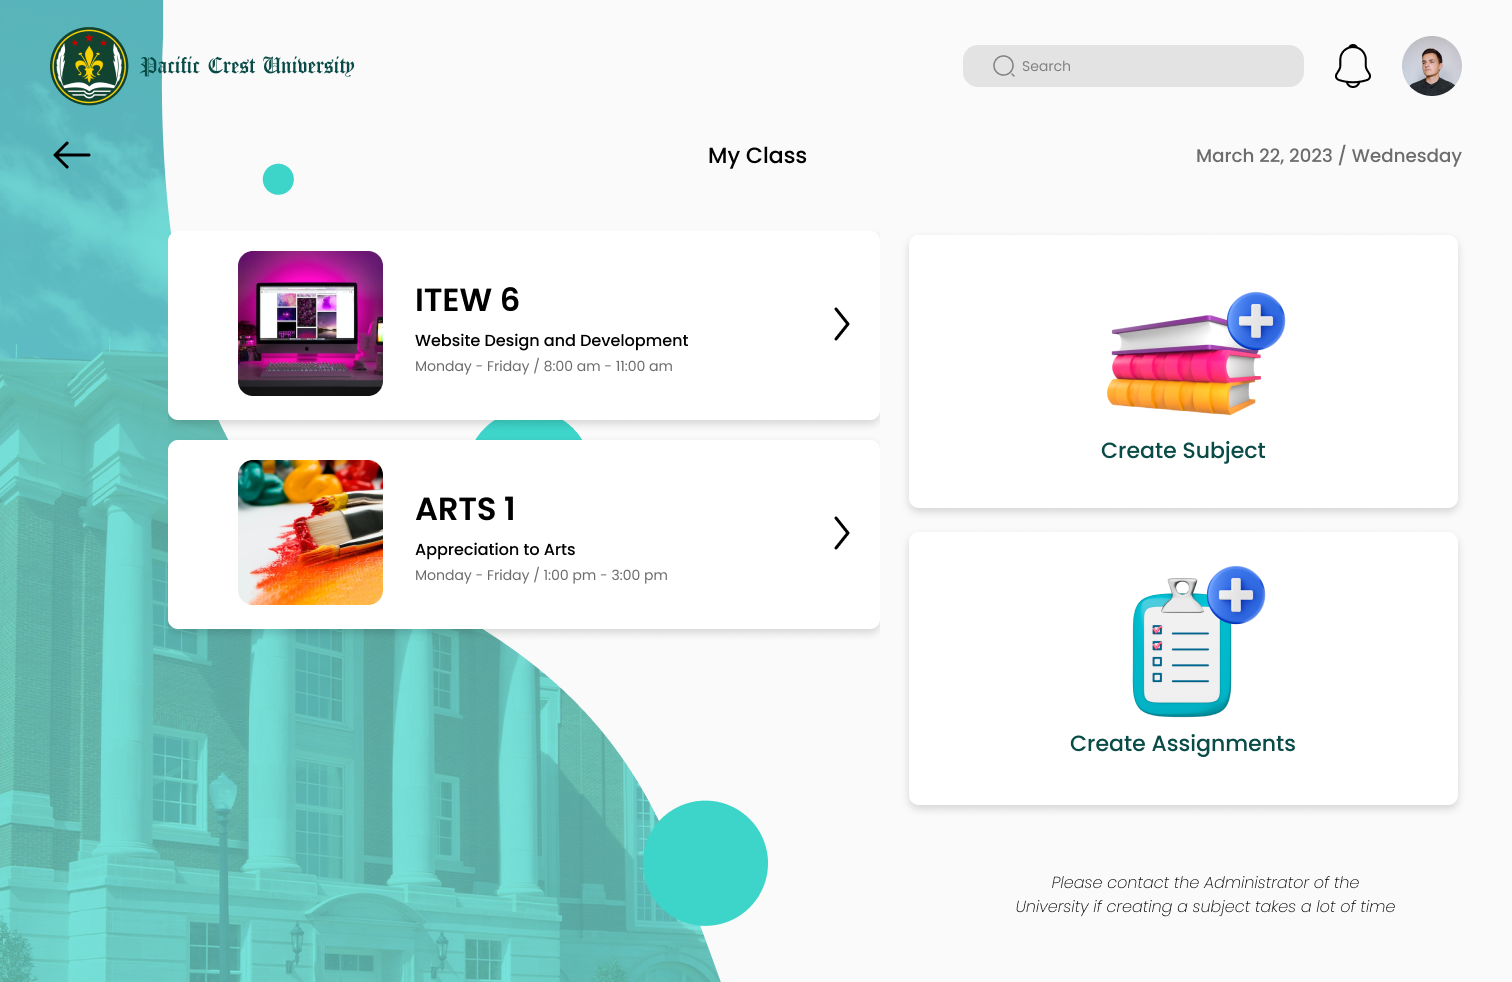 Pacific Crest University
Search
My Class
March 22, 2023 / Wednesday
ITEW 6
Website Design and Development
Monday - Friday / 8:00 am - 11:00 am
ARTS 1
Appreciation to Arts
Monday - Friday / 1:00 pm - 3:00 pm
Create Subject
Create Assignments
Please contact the Administrator of the
University if creating a subject takes a lot of time